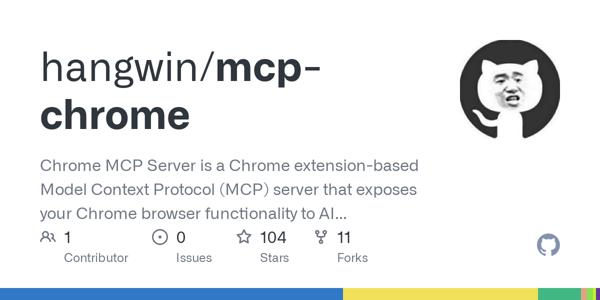 hangwin/mcp-
chrome
Chrome MCP Server is a Chrome extension-based
Model Context Protocol (MCP) server that exposes
your Chrome browser functionality to AI...
1 0 104 11
Contributor Issues Stars Forks